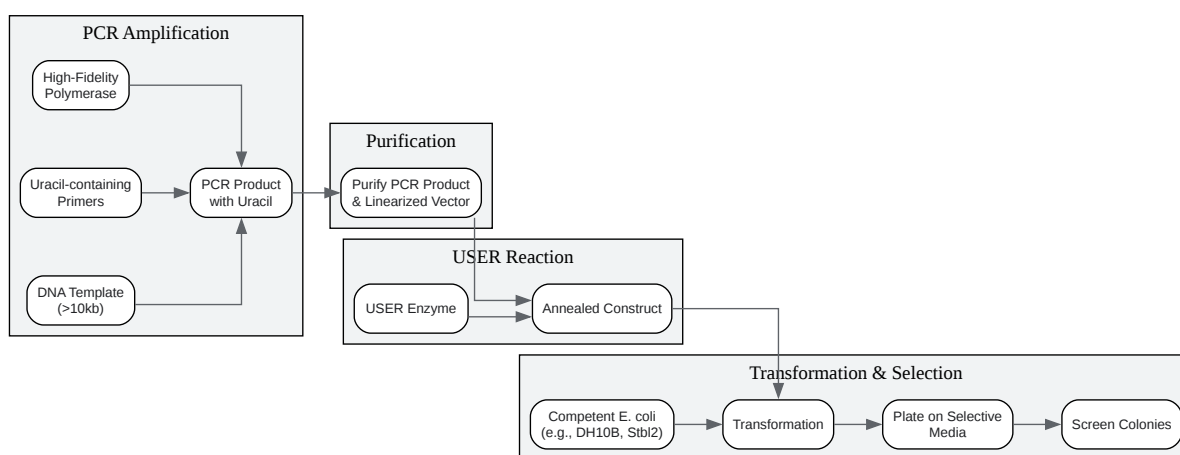 PCR Amplification
High-Fidelity
Polymerase
Uracil-containing
Primers
PCR Product
with Uracil
DNA Template
(>10kb)
Purification
Purify PCR Product
& Linearized Vector
USER Reaction
USER Enzyme
Annealed Construct
Transformation & Selection
Competent E. coli
(e.g., DH10B, Stbl2)
Transformation
Plate on Selective
Media
Screen Colonies